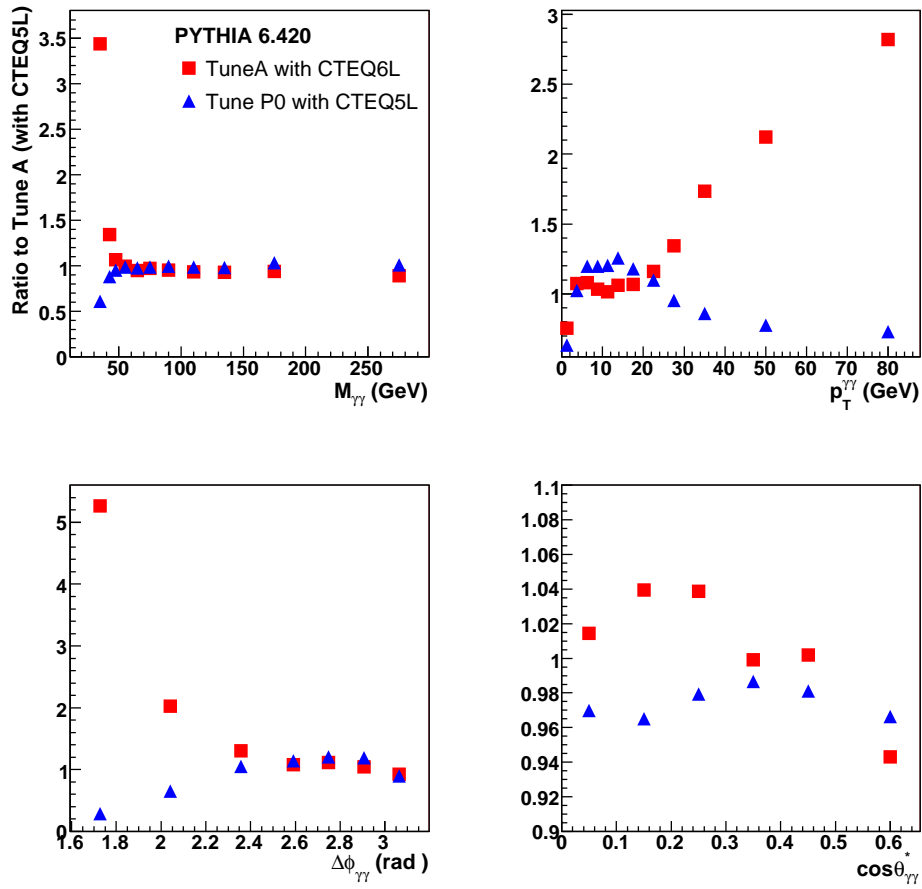 Ratio to Tune A (with CTEQ5L)
PYTHIA 6.420
TuneA with CTEQ6L
Tune P0 with CTEQ5L
3.5
3
2.5
2
1.5
1
0.5
0
50 100 150 200 250
M_γγ (GeV)
3
2.5
2
1.5
1
0 10 20 30 40 50 60 70 80
p_T^γγ (GeV)
5
4
3
2
1
0
1.6 1.8 2 2.2 2.4 2.6 2.8 3
Δϕ_γγ (rad )
1.1
1.08
1.06
1.04
1.02
1
0.98
0.96
0.94
0.92
0.9
0 0.1 0.2 0.3 0.4 0.5 0.6
cosθ*_γγ